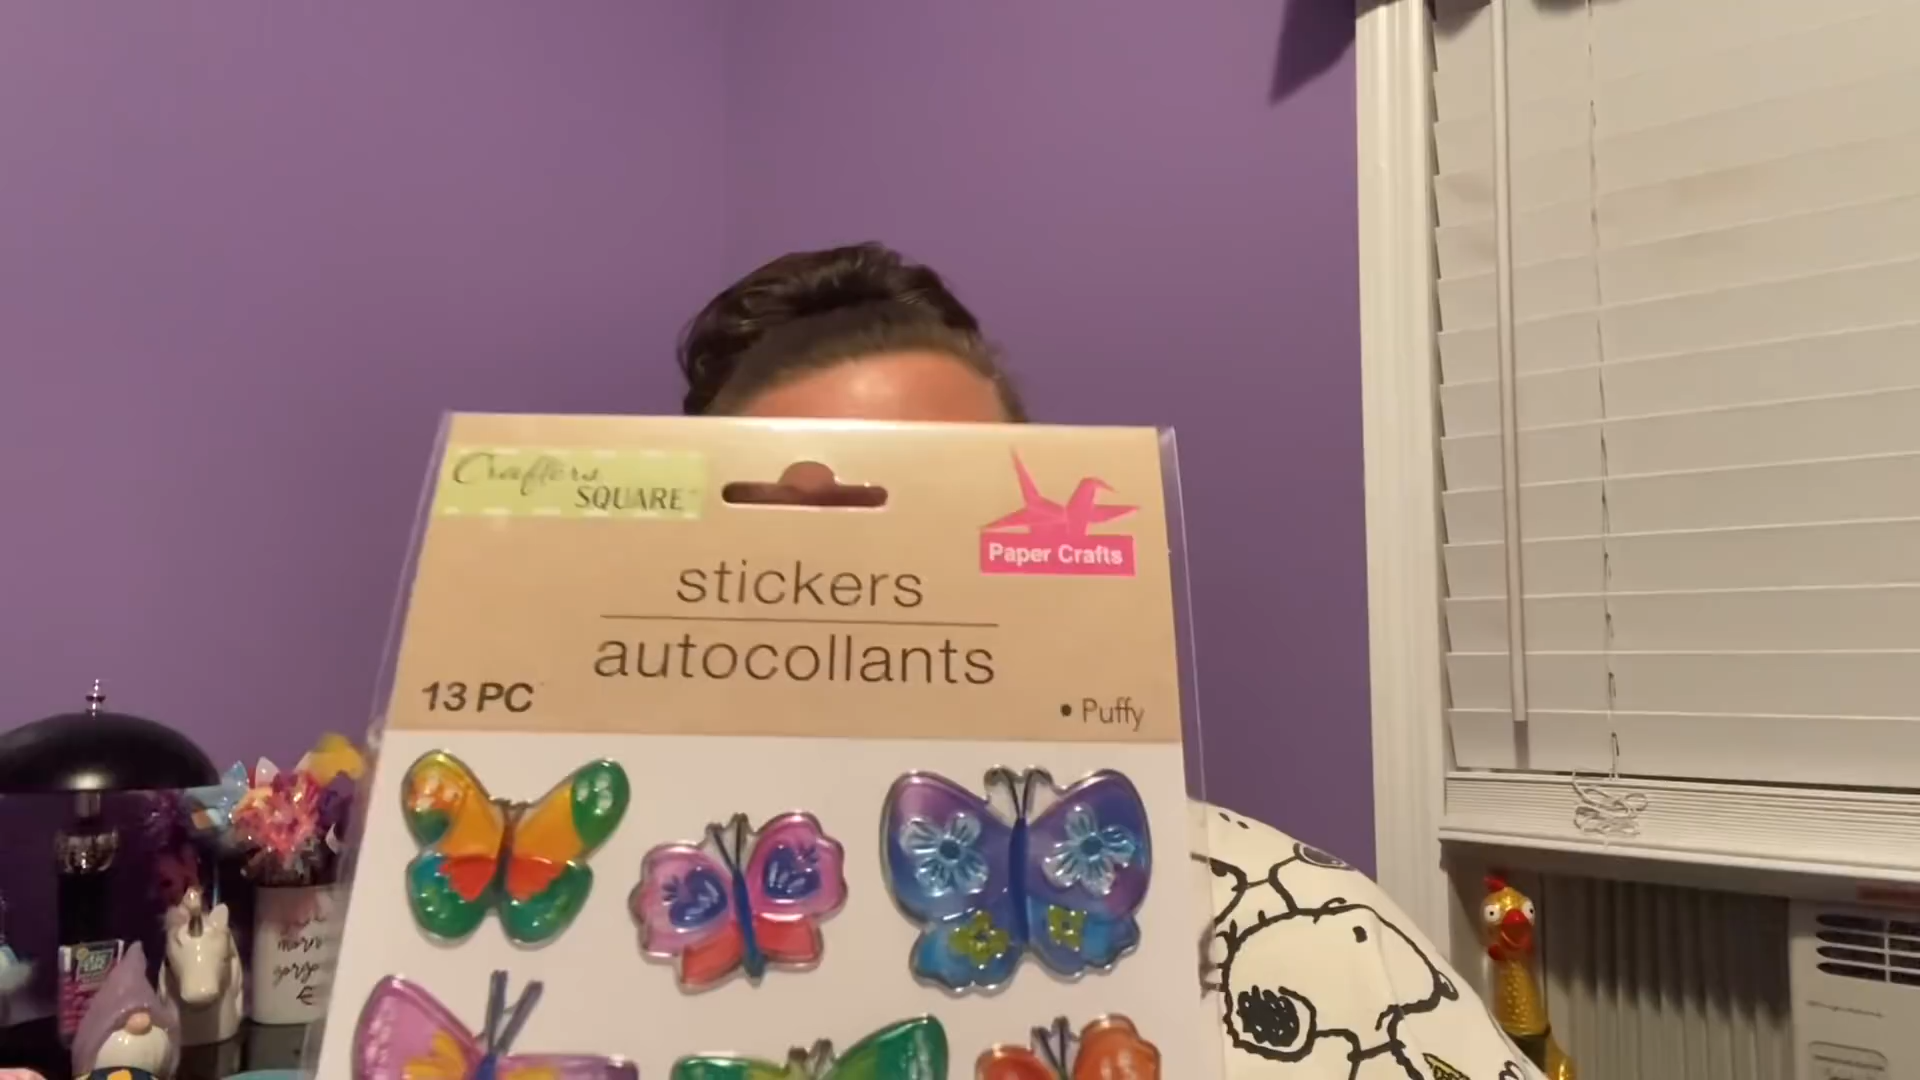 Crafters
SQUARE
Paper Crafts
stickers
autocollants
13 PC
• Puffy